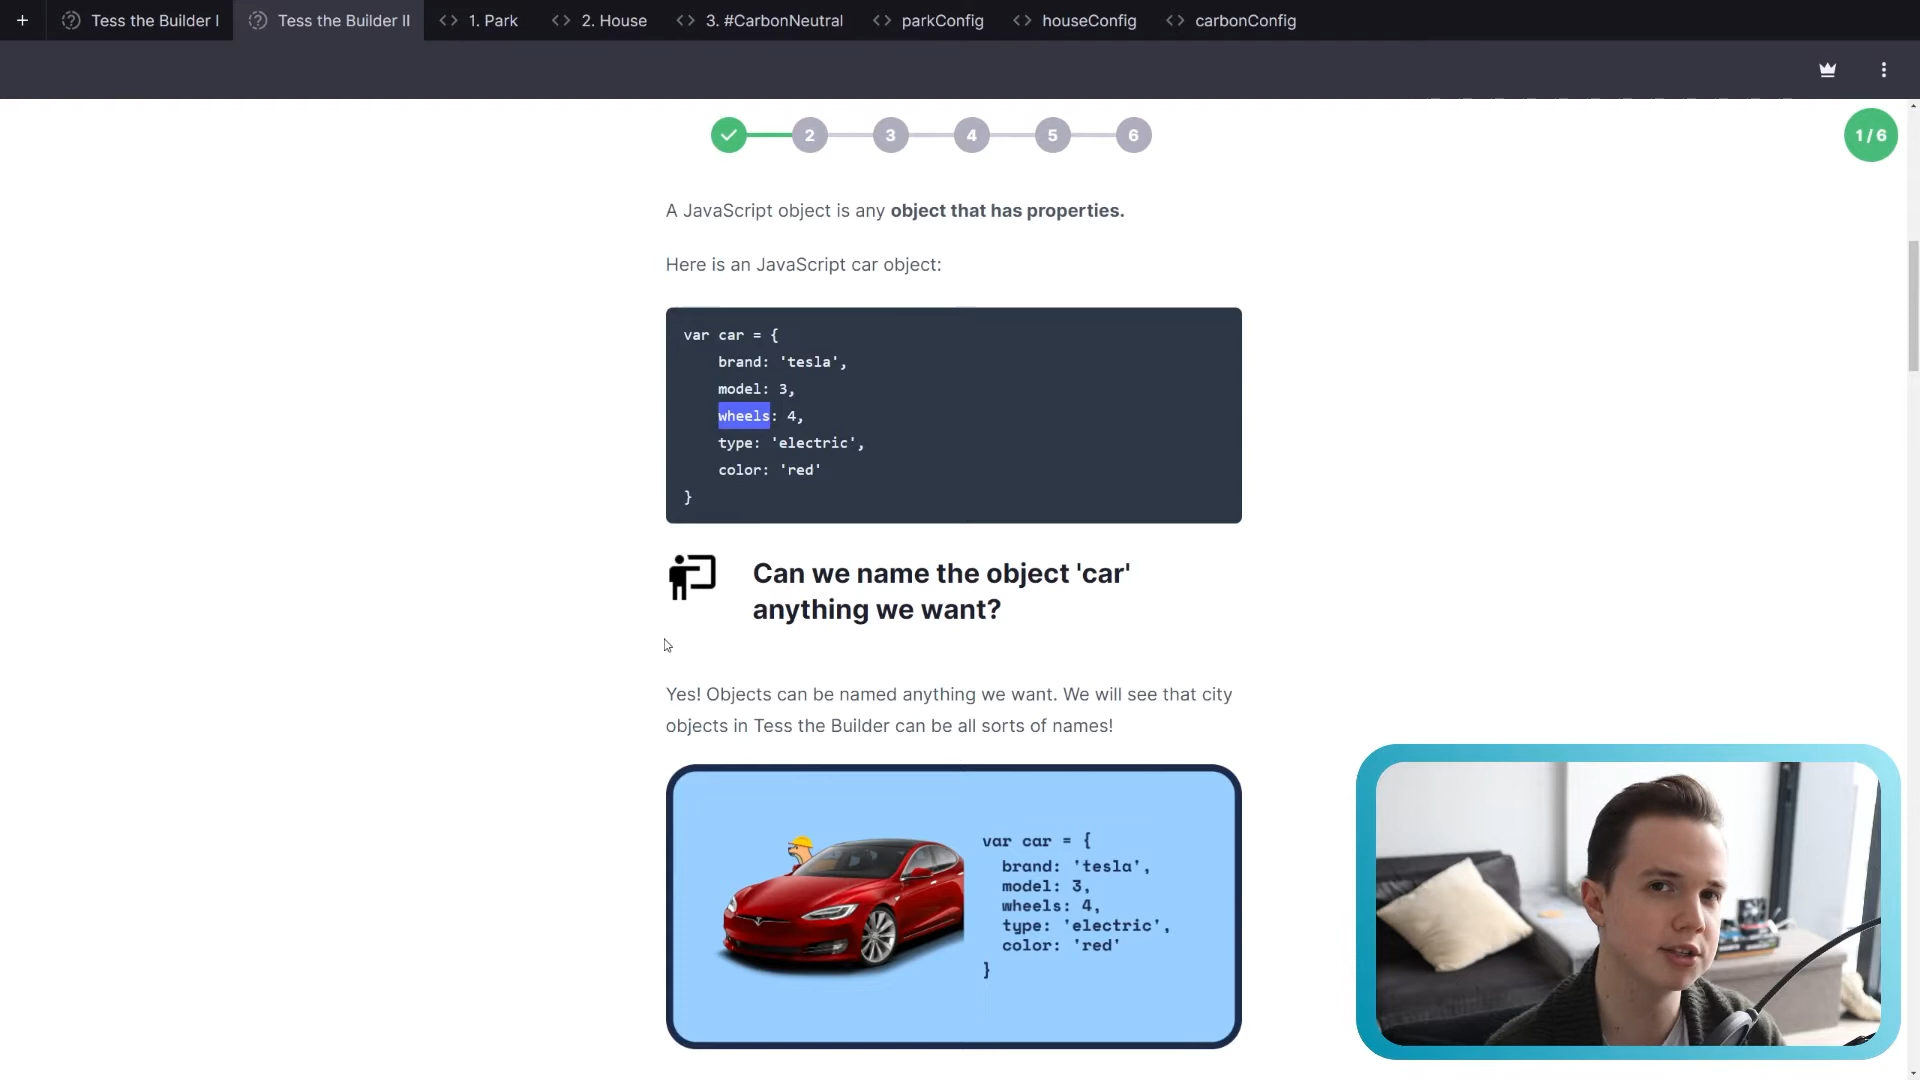 + Tess the Builder I Tess the Builder II <> 1. Park <> 2. House <> 3. #CarbonNeutral <> parkConfig <> houseConfig <> carbonConfig
2 3 4 5 6
1 / 6
A JavaScript object is any object that has properties.
Here is an JavaScript car object:
var car = {
brand: 'tesla',
model: 3,
wheels: 4,
type: 'electric',
color: 'red'
}
Can we name the object 'car'
anything we want?
Yes! Objects can be named anything we want. We will see that city
objects in Tess the Builder can be all sorts of names!
var car = {
brand: 'tesla',
model: 3,
wheels: 4,
type: 'electric',
color: 'red'
}